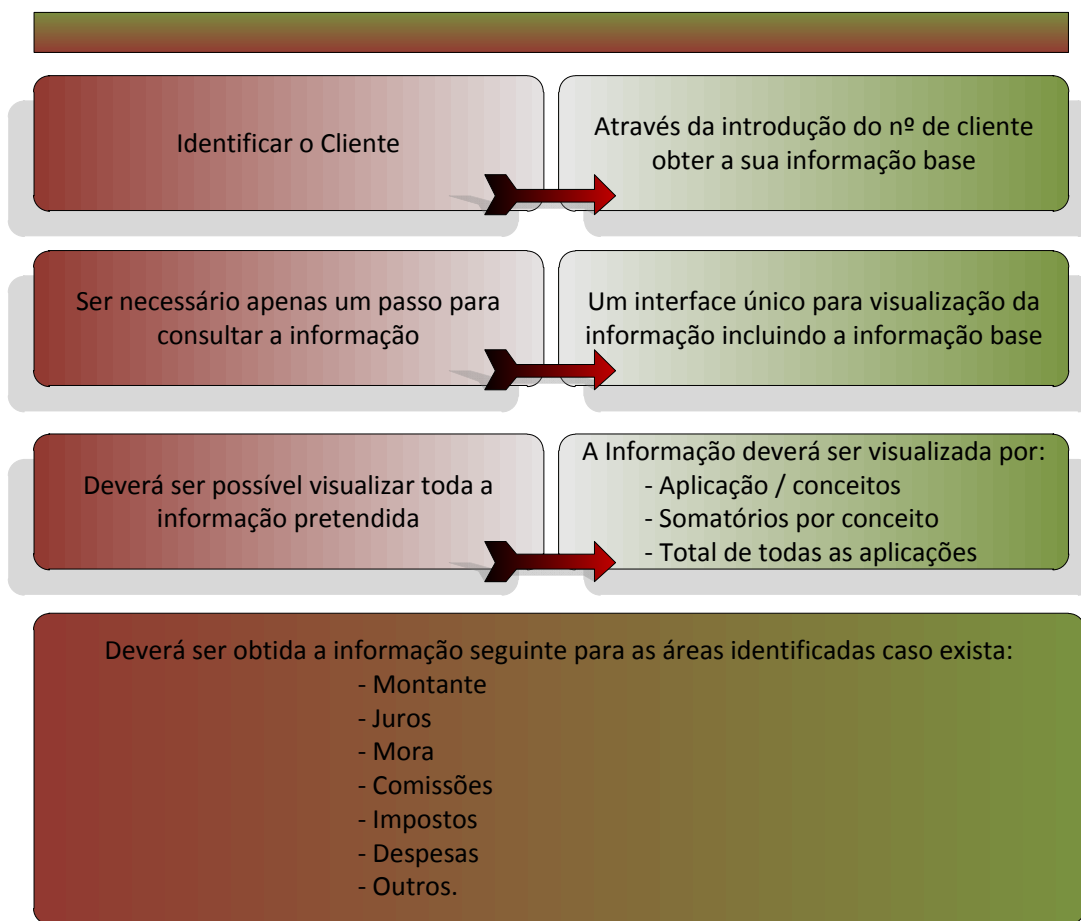 Identificar o Cliente
Através da introdução do nº de cliente
obter a sua informação base
Ser necessário apenas um passo para
consultar a informação
Um interface único para visualização da
informação incluindo a informação base
Deverá ser possível visualizar toda a
informação pretendida
A Informação deverá ser visualizada por:
- Aplicação / conceitos
- Somatórios por conceito
- Total de todas as aplicações
Deverá ser obtida a informação seguinte para as áreas identificadas caso exista:
- Montante
- Juros
- Mora
- Comissões
- Impostos
- Despesas
- Outros.